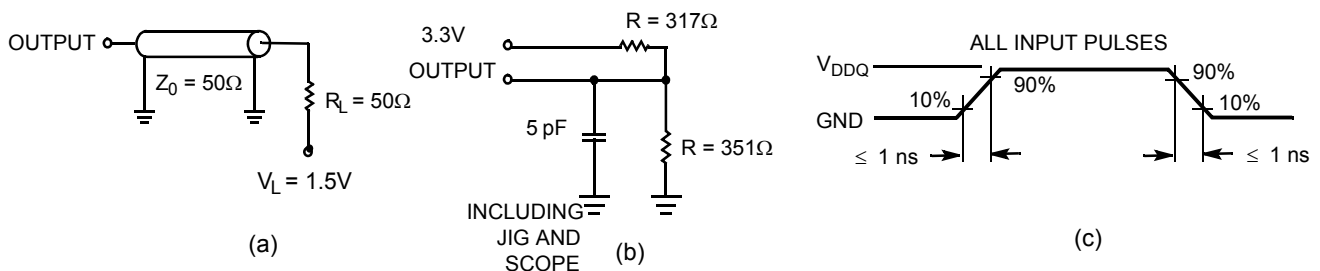 OUTPUT
Z0 = 50Ω
RL = 50Ω
VL = 1.5V
(a)
3.3V
R = 317Ω
OUTPUT
5 pF
R = 351Ω
INCLUDING
JIG AND
SCOPE
(b)
ALL INPUT PULSES
VDDQ
90%
90%
10%
10%
GND
≤ 1 ns
≤ 1 ns
(c)